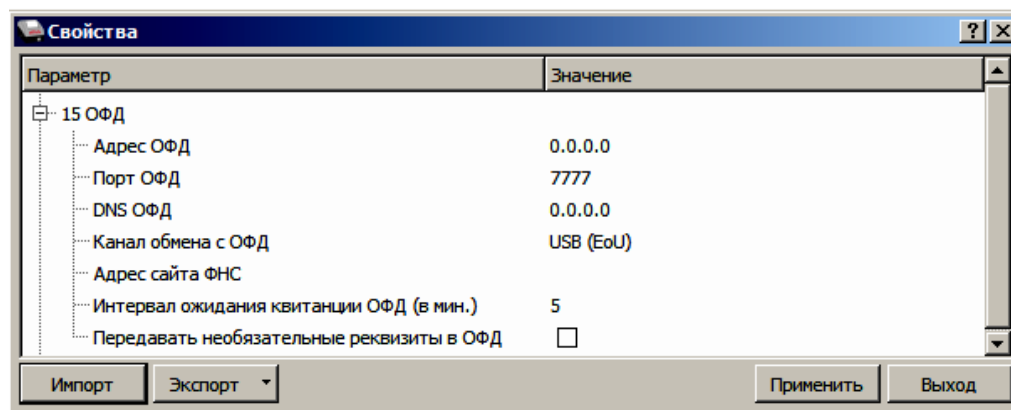 Свойства
Параметр Значение
15 ОФД
Адрес ОФД 0.0.0.0
Порт ОФД 7777
DNS ОФД 0.0.0.0
Канал обмена с ОФД USB (EoU)
Адрес сайта ФНС
Интервал ожидания квитанции ОФД (в мин.) 5
Передавать необязательные реквизиты в ОФД
Импорт Экспорт Применить Выход